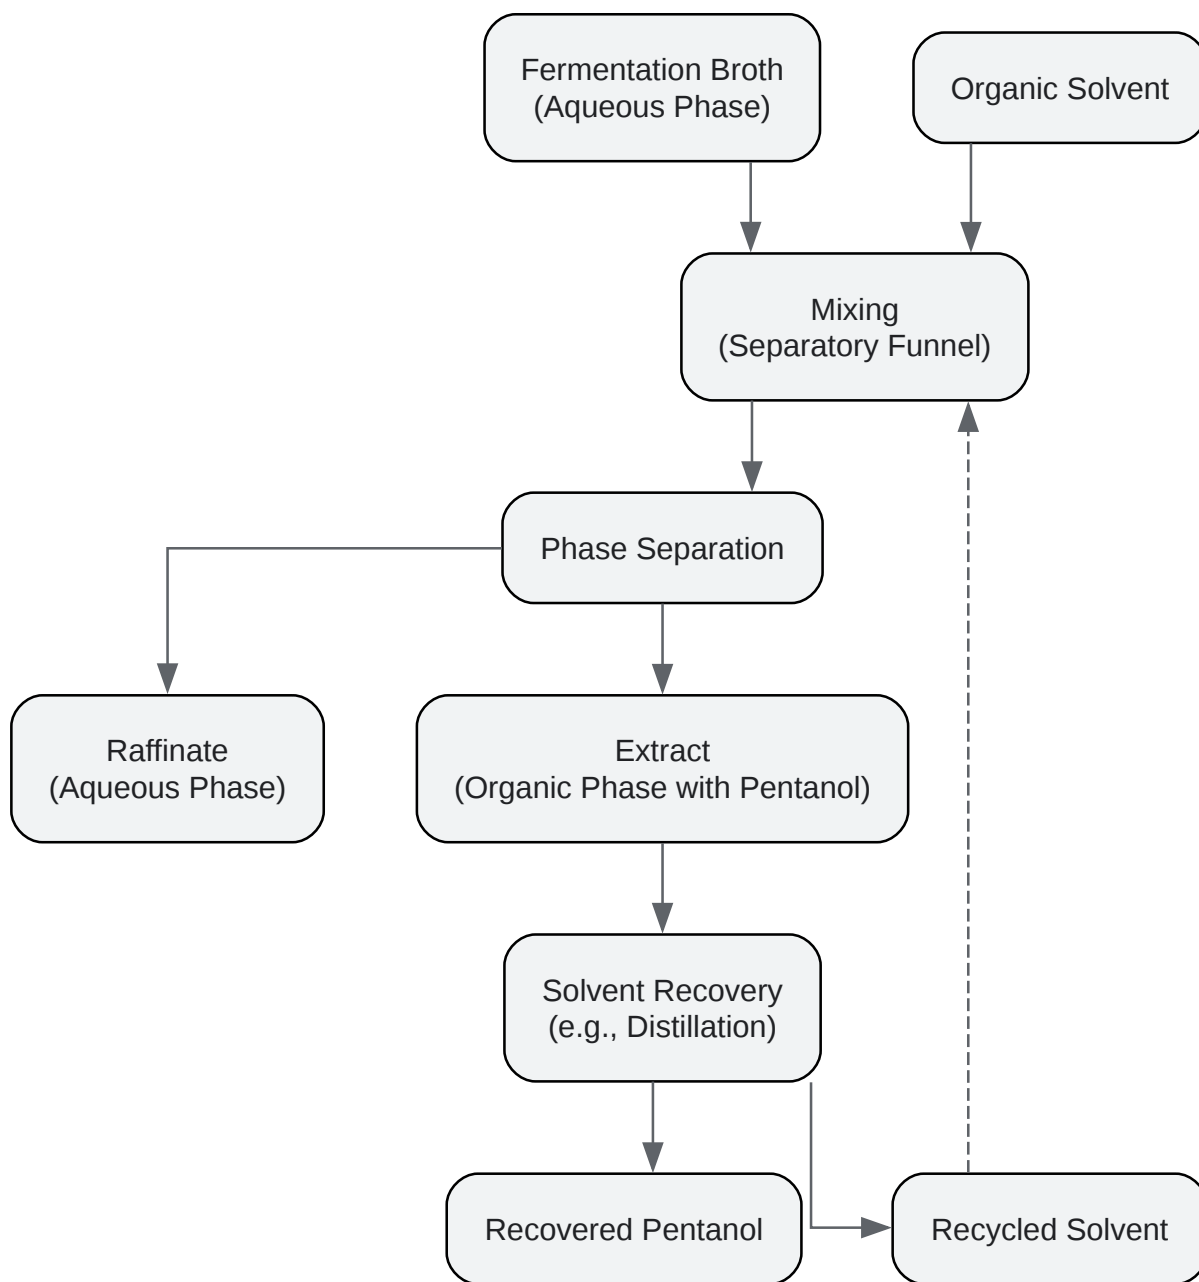 Fermentation Broth
(Aqueous Phase)
Organic Solvent
Mixing
(Separatory Funnel)
Phase Separation
Raffinate
(Aqueous Phase)
Extract
(Organic Phase with Pentanol)
Solvent Recovery
(e.g., Distillation)
Recovered Pentanol
Recycled Solvent